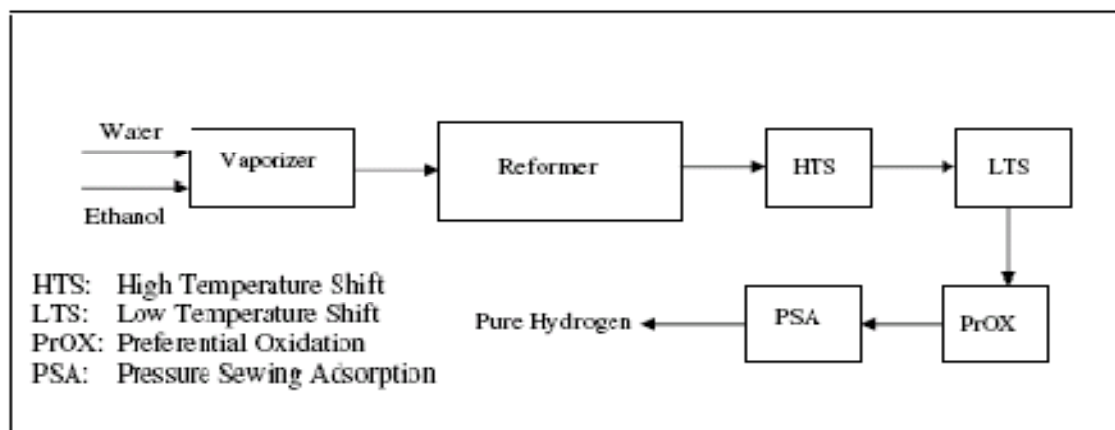 Water
Vaporizer
Reformer
HTS
LTS
Ethanol
HTS: High Temperature Shift
LTS: Low Temperature Shift
PrOX: Preferential Oxidation
PSA: Pressure Sewing Adsorption
Pure Hydrogen
PSA
PrOX